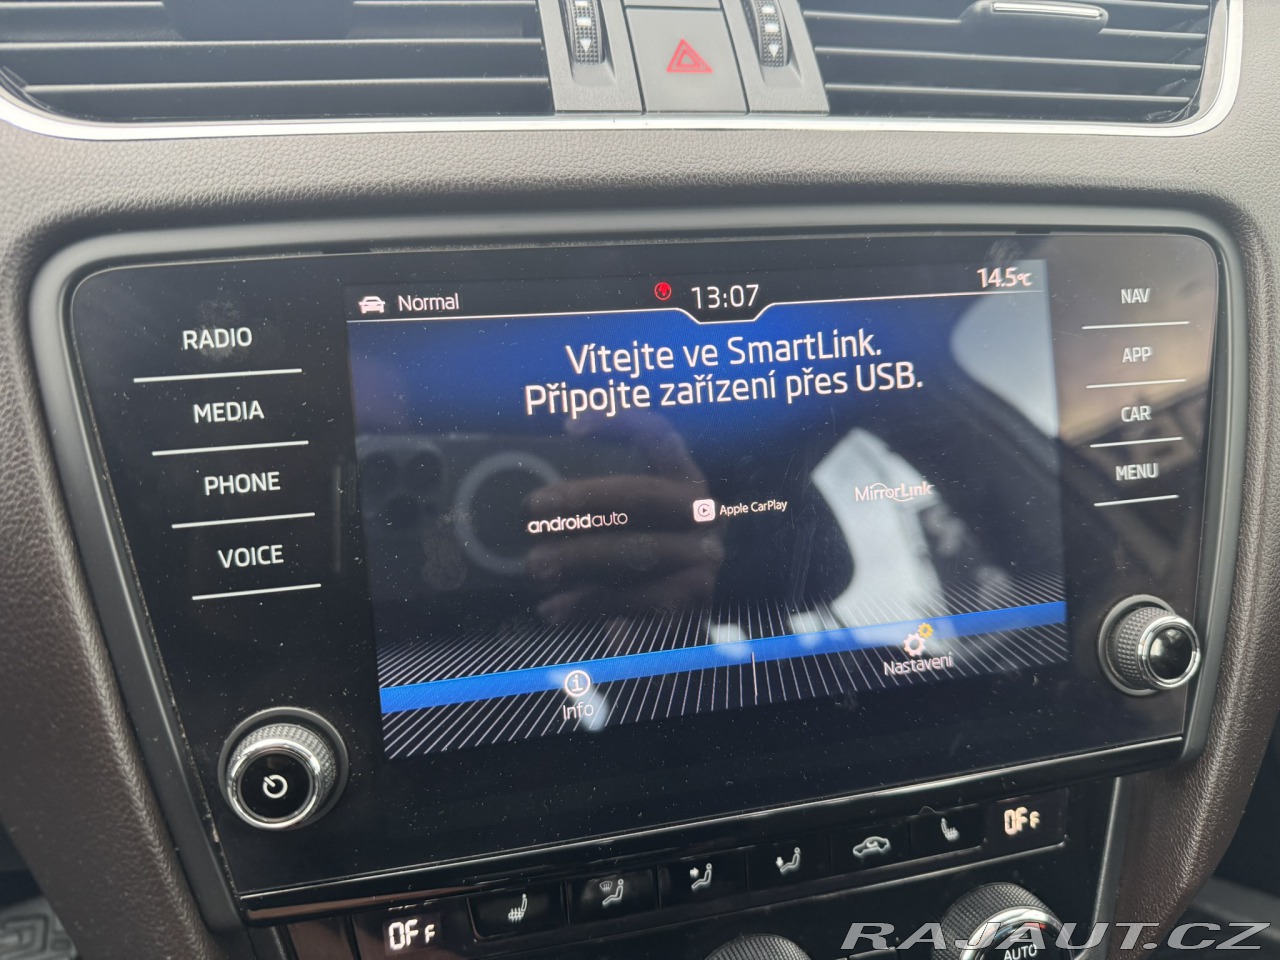 Normal
13:07
14.5°C
RADIO
MEDIA
PHONE
VOICE
NAV
APP
CAR
MENU
Vítejte ve SmartLink.
Připojte zařízení přes USB.
androidauto
Apple CarPlay
MirrorLink
Info
Nastavení
OFF
OFF
AUTO
RAJAUT.CZ